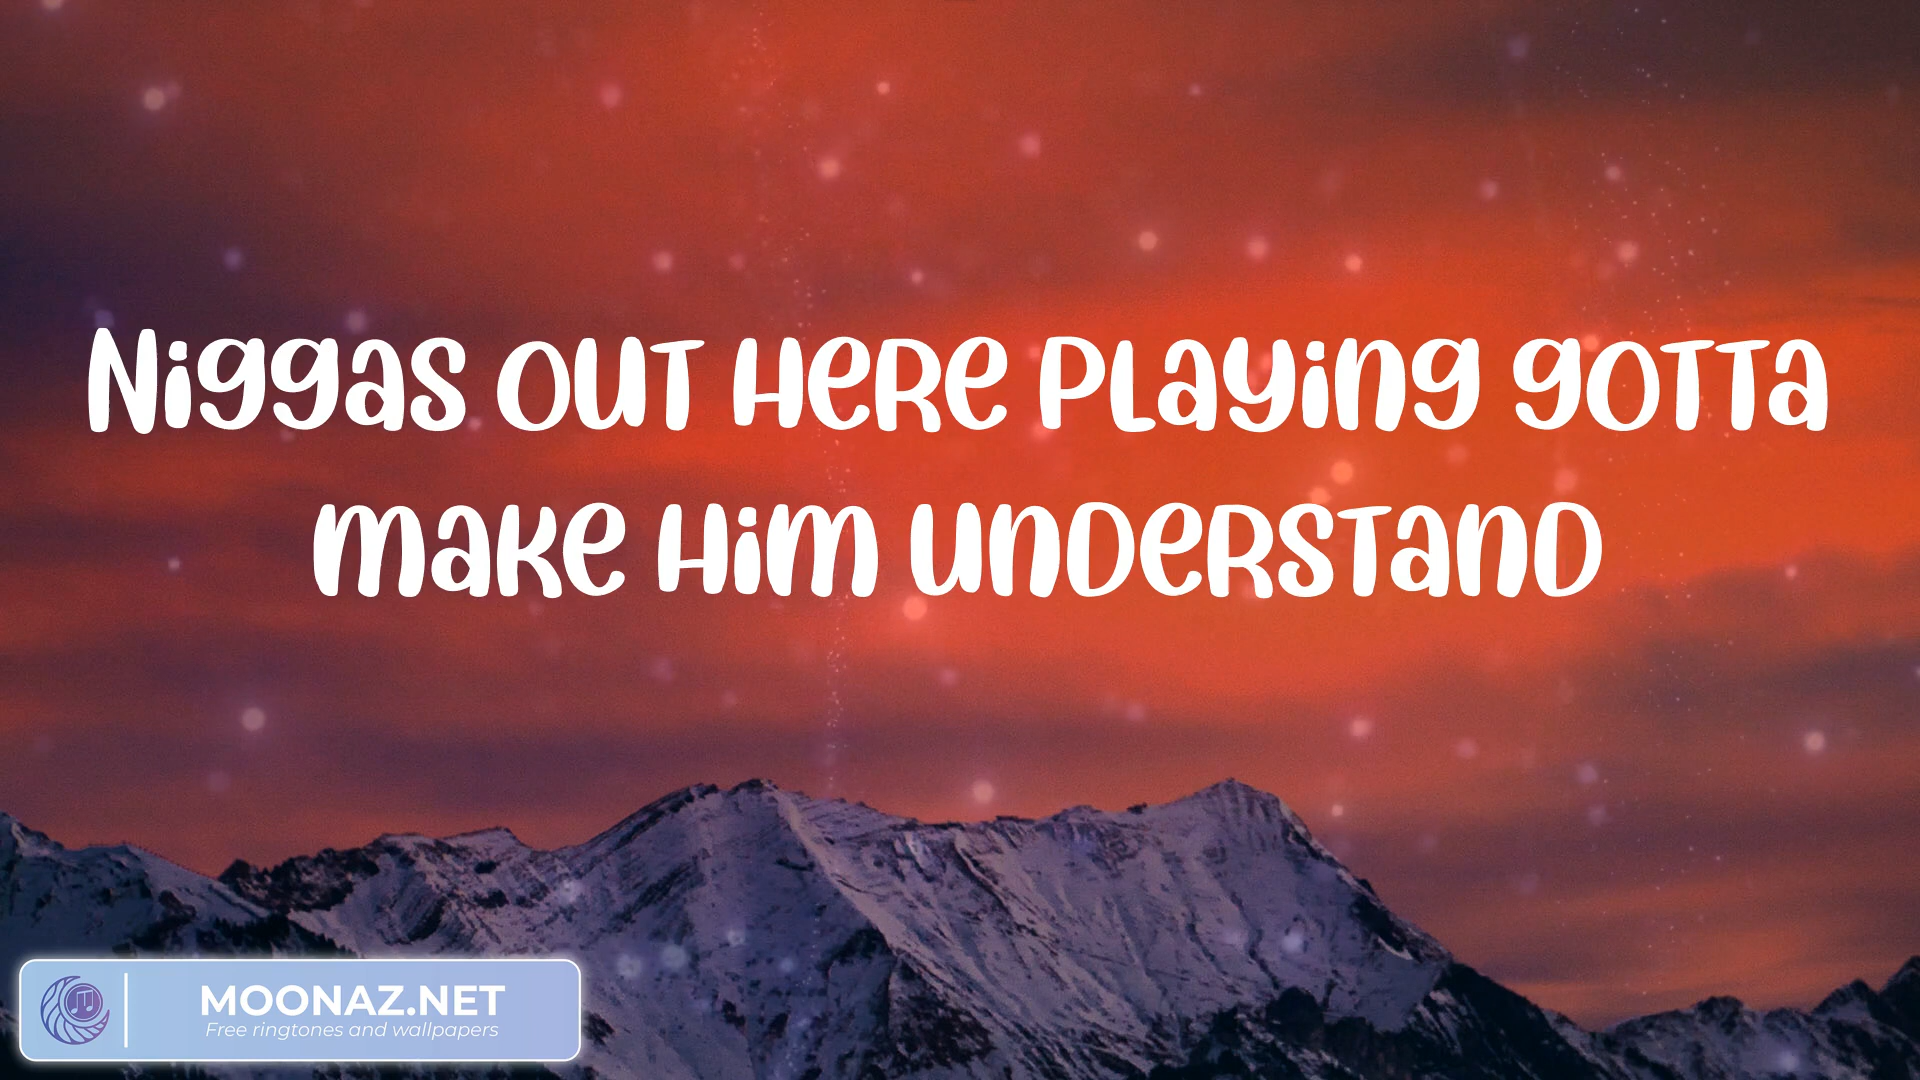 Niggas out here playing gotta
make him understand
MOONAZ.NET
Free ringtones and wallpapers